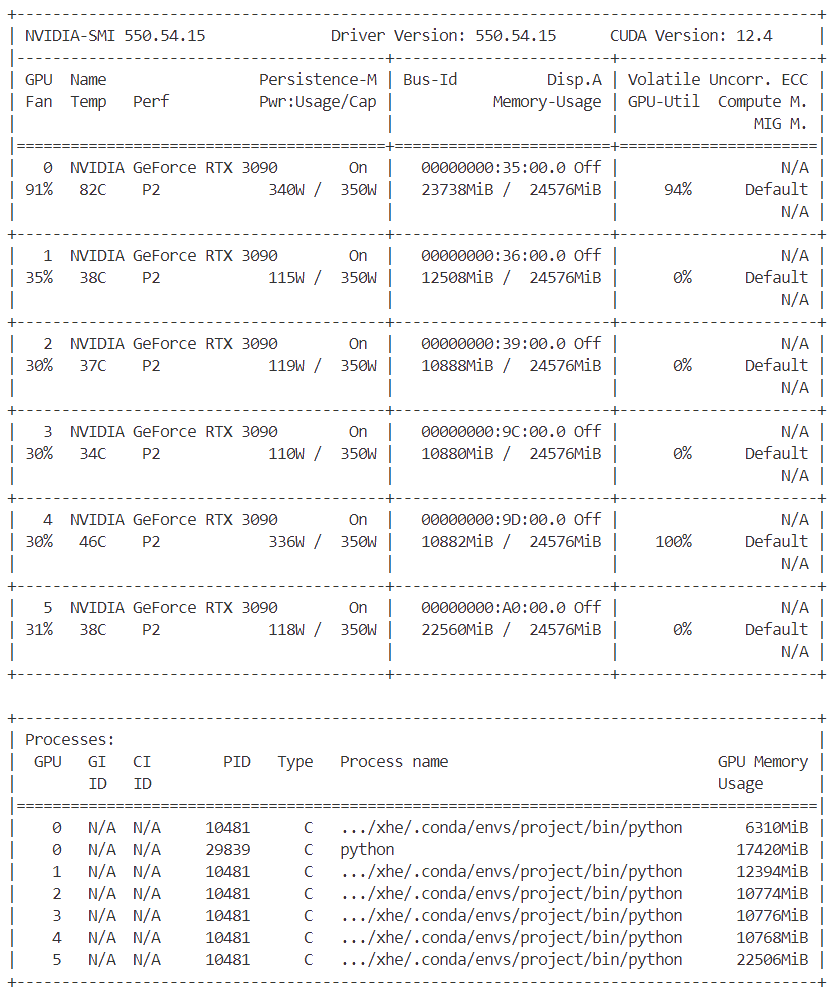 +-----------------------------------------------------------------------------------------+
| NVIDIA-SMI 550.54.15              Driver Version: 550.54.15      CUDA Version: 12.4     |
|-----------------------------------------+------------------------+----------------------+
| GPU  Name                 Persistence-M | Bus-Id          Disp.A | Volatile Uncorr. ECC |
| Fan  Temp   Perf          Pwr:Usage/Cap |           Memory-Usage | GPU-Util  Compute M. |
|                                         |                        |               MIG M. |
|=========================================+========================+======================|
|   0  NVIDIA GeForce RTX 3090        On  |   00000000:35:00.0 Off |                  N/A |
| 91%   82C    P2            340W /  350W |   23738MiB /  24576MiB |     94%      Default |
|                                         |                        |                  N/A |
+-----------------------------------------+------------------------+----------------------+
|   1  NVIDIA GeForce RTX 3090        On  |   00000000:36:00.0 Off |                  N/A |
| 35%   38C    P2            115W /  350W |   12508MiB /  24576MiB |      0%      Default |
|                                         |                        |                  N/A |
+-----------------------------------------+------------------------+----------------------+
|   2  NVIDIA GeForce RTX 3090        On  |   00000000:39:00.0 Off |                  N/A |
| 30%   37C    P2            119W /  350W |   10888MiB /  24576MiB |      0%      Default |
|                                         |                        |                  N/A |
+-----------------------------------------+------------------------+----------------------+
|   3  NVIDIA GeForce RTX 3090        On  |   00000000:9C:00.0 Off |                  N/A |
| 30%   34C    P2            110W /  350W |   10880MiB /  24576MiB |      0%      Default |
|                                         |                        |                  N/A |
+-----------------------------------------+------------------------+----------------------+
|   4  NVIDIA GeForce RTX 3090        On  |   00000000:9D:00.0 Off |                  N/A |
| 30%   46C    P2            336W /  350W |   10882MiB /  24576MiB |    100%      Default |
|                                         |                        |                  N/A |
+-----------------------------------------+------------------------+----------------------+
|   5  NVIDIA GeForce RTX 3090        On  |   00000000:A0:00.0 Off |                  N/A |
| 31%   38C    P2            118W /  350W |   22560MiB /  24576MiB |      0%      Default |
|                                         |                        |                  N/A |
+-----------------------------------------+------------------------+----------------------+

+-----------------------------------------------------------------------------------------+
| Processes:                                                                              |
|  GPU   GI   CI        PID   Type   Process name                              GPU Memory |
|        ID   ID                                                               Usage      |
|=========================================================================================|
|    0   N/A  N/A     10481      C   .../xhe/.conda/envs/project/bin/python       6310MiB |
|    0   N/A  N/A     29839      C   python                                      17420MiB |
|    1   N/A  N/A     10481      C   .../xhe/.conda/envs/project/bin/python      12394MiB |
|    2   N/A  N/A     10481      C   .../xhe/.conda/envs/project/bin/python      10774MiB |
|    3   N/A  N/A     10481      C   .../xhe/.conda/envs/project/bin/python      10776MiB |
|    4   N/A  N/A     10481      C   .../xhe/.conda/envs/project/bin/python      10768MiB |
|    5   N/A  N/A     10481      C   .../xhe/.conda/envs/project/bin/python      22506MiB |
+-----------------------------------------------------------------------------------------+